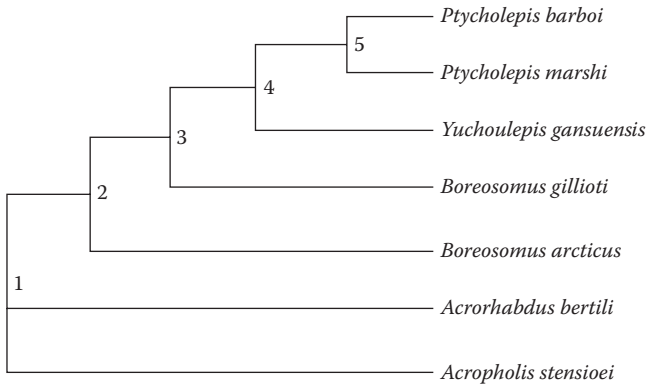 Ptycholepis barboi
5
Ptycholepis marshi
4
Yuchoulepis gansuensis
3
Boreosomus gillioti
2
Boreosomus arcticus
1
Acrorhabdus bertili
Acropholis stensioei